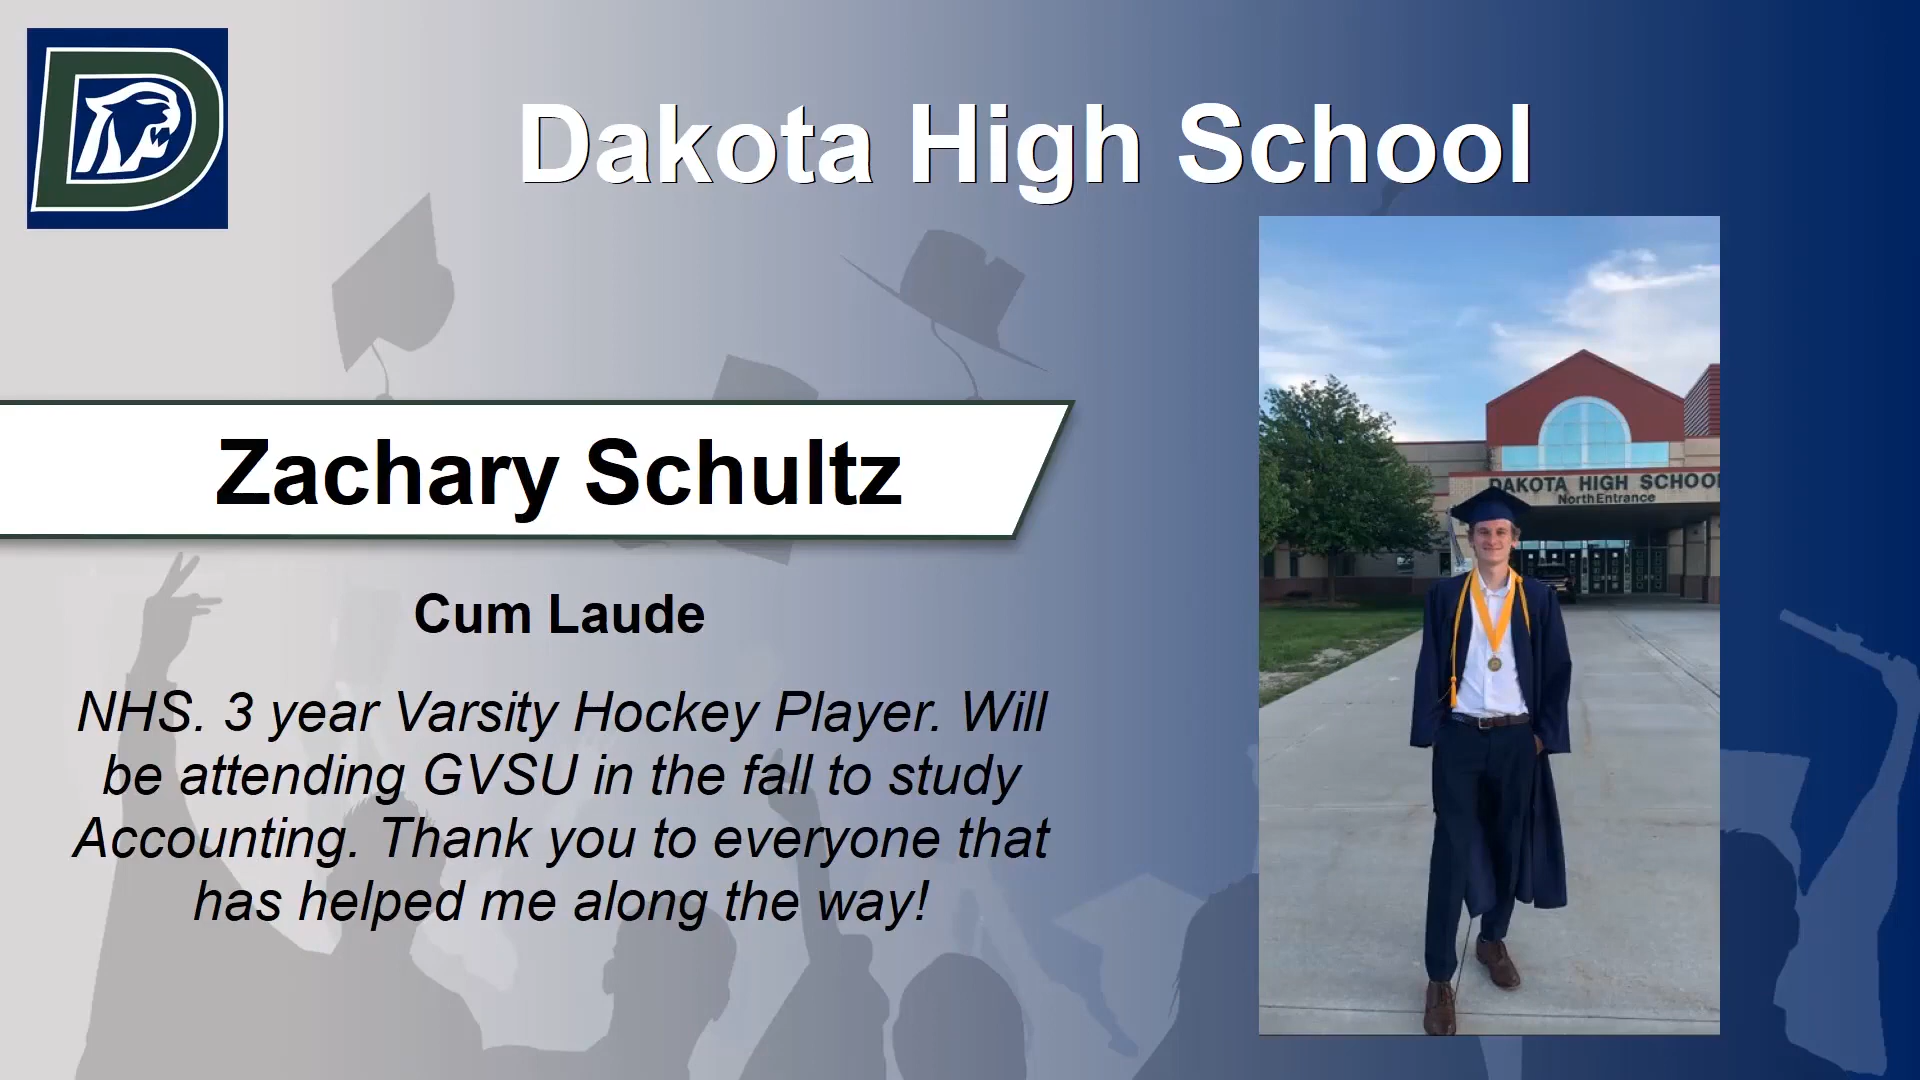 D
Dakota High School
Zachary Schultz
Cum Laude
NHS. 3 year Varsity Hockey Player. Will
be attending GVSU in the fall to study
Accounting. Thank you to everyone that
has helped me along the way!
DAKOTA HIGH SCHOOL
North Entrance